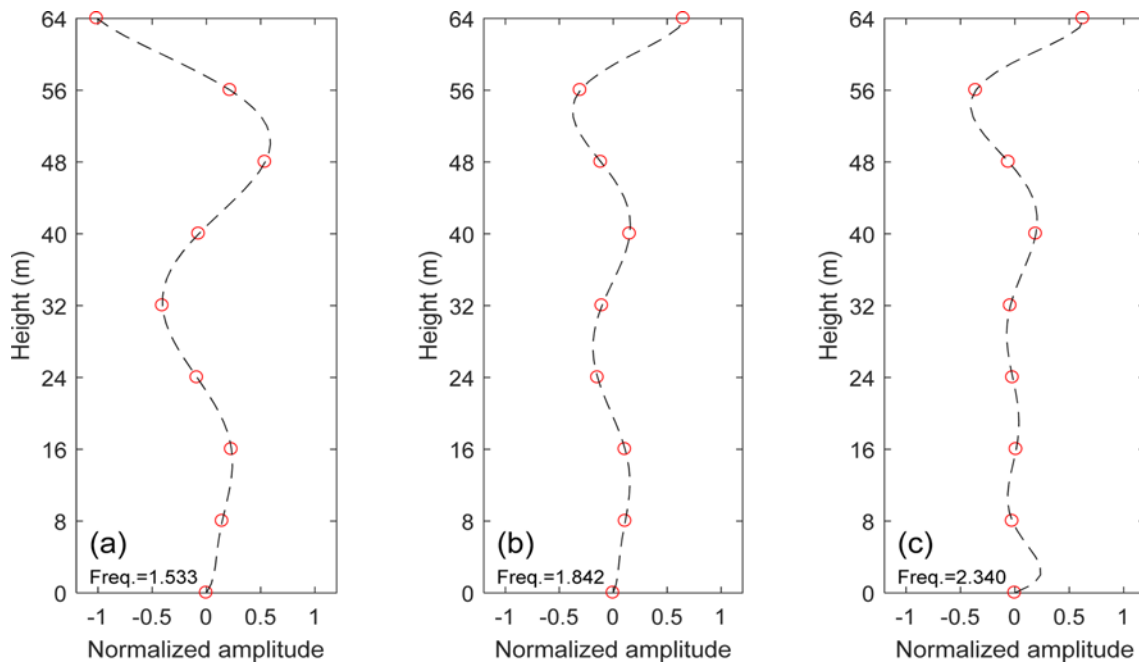 64
56
48
40
32
24
16
8
0
Height (m)
(a)
Freq.=1.533
-1 -0.5 0 0.5 1
Normalized amplitude
64
56
48
40
32
24
16
8
0
Height (m)
(b)
Freq.=1.842
-1 -0.5 0 0.5 1
Normalized amplitude
64
56
48
40
32
24
16
8
0
Height (m)
(c)
Freq.=2.340
-1 -0.5 0 0.5 1
Normalized amplitude